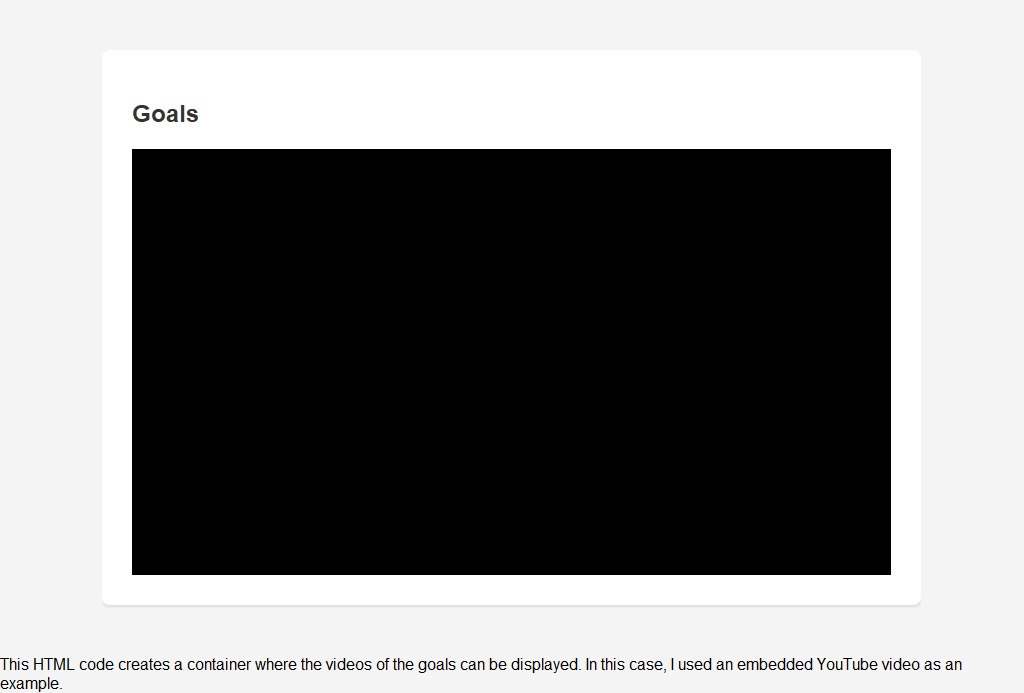 Goals
This HTML code creates a container where the videos of the goals can be displayed. In this case, I used an embedded YouTube video as an
example.